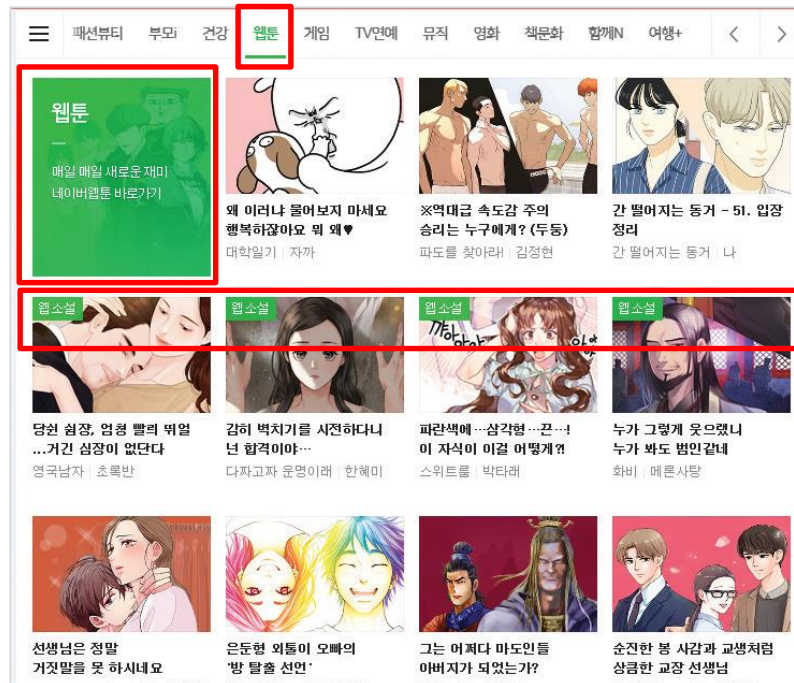 패션뷰티 부모i 건강 웹툰 게임 TV연예 뮤직 영화 책문화 함께N 여행+
웹툰
매일 매일 새로운 재미
네이버웹툰 바로가기
왜 이러냐 물어보지 마세요
행복하잖아요 뭐 왜♥
대학일기 자까
※역대급 속도감 주의
승리는 누구에게? (두둥)
파도를 찾아라! 김정현
간 떨어지는 동거 - 51. 입장
정리
간 떨어지는 동거 나
웹소설
당신 심장, 엄청 빨리 뛰얼
...거긴 심장이 없단다
영국남자 초록반
웹소설
감히 벽치기를 시전하다니
넌 합격이야…
다짜고짜 운명이래 한혜미
웹소설
파란색에…삼각형…끈…!
이 자식이 이걸 어떻게?!
스위트룸 박타래
웹소설
누가 그렇게 웃으랬니
누가 봐도 범인같네
화비 메론사탕
선생님은 정말
거짓말을 못 하시네요
은둔형 외톨이 오빠의
'방 탈출 선언'
그는 어쩌다 마도인들
아버지가 되었는가?
순진한 봉 사감과 교생처럼
상큼한 교장 선생님